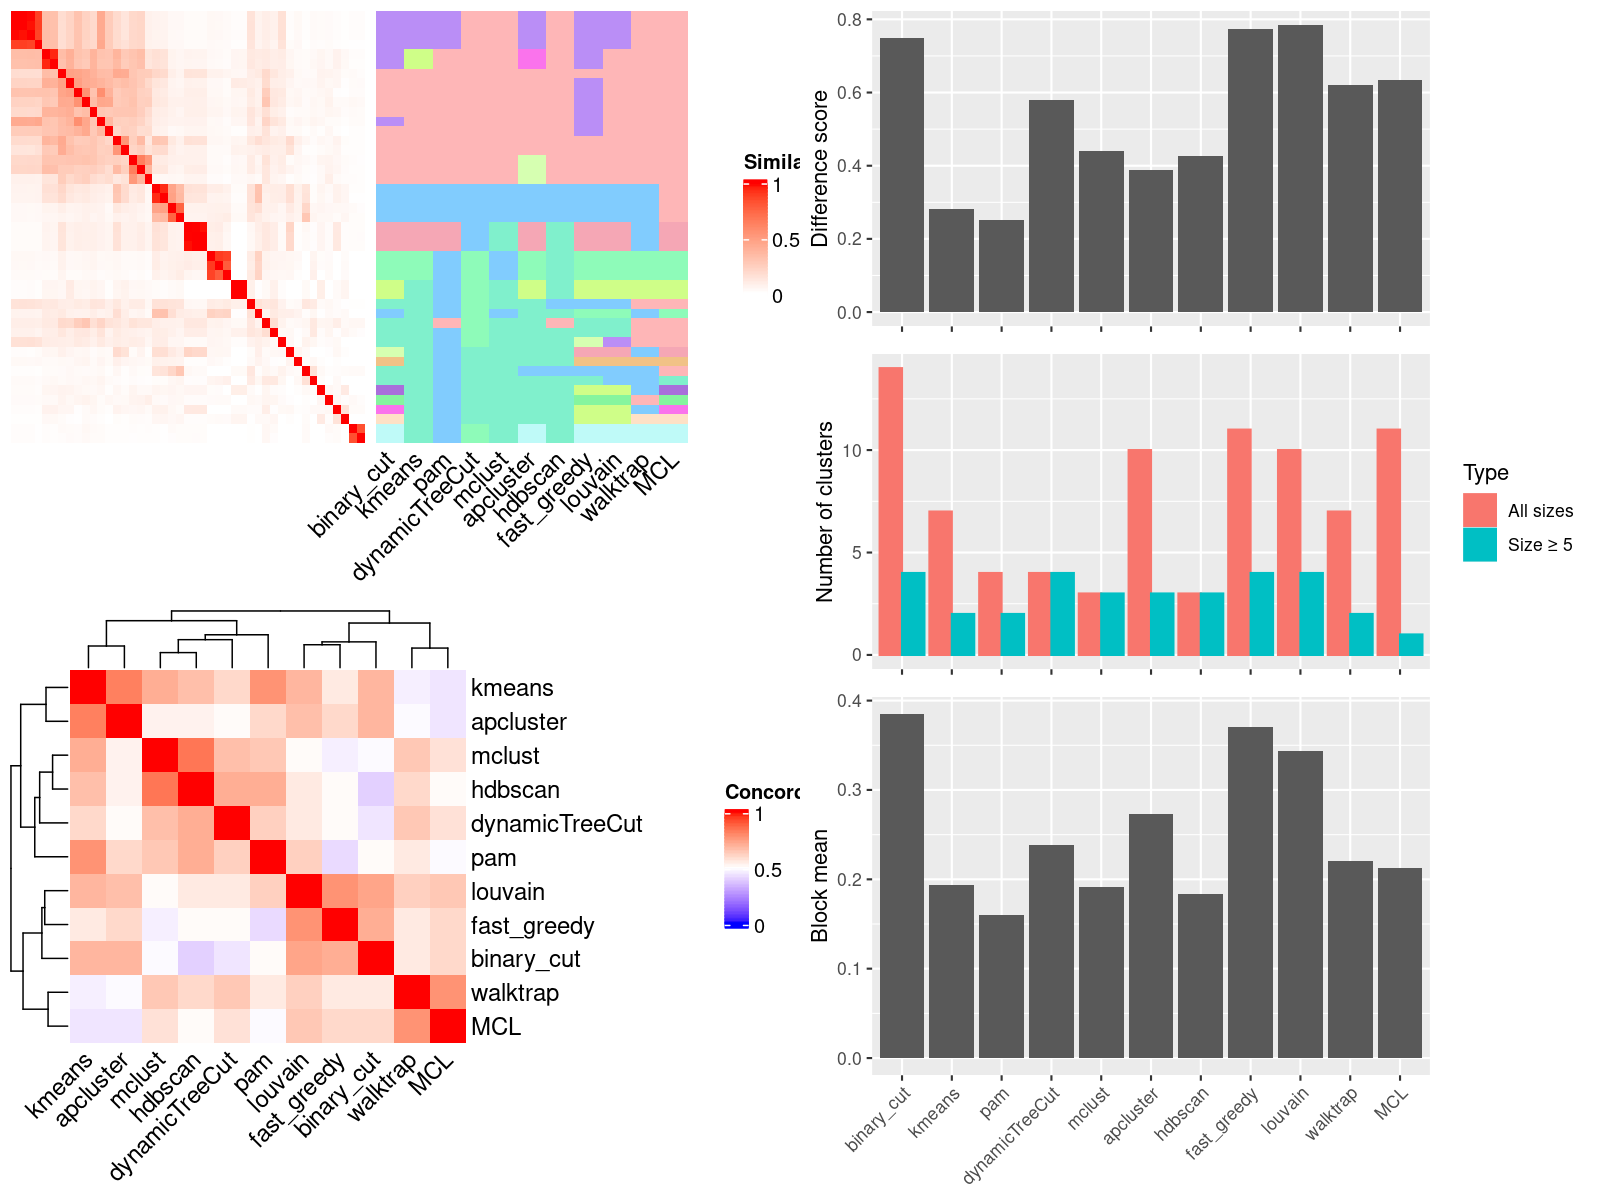 Simila
1
0.5
0
binary_cut
kmeans
pam
dynamicTreeCut
mclust
apcluster
hdbscan
fast_greedy
louvain
walktrap
MCL
kmeans
apcluster
mclust
hdbscan
dynamicTreeCut
pam
louvain
fast_greedy
binary_cut
walktrap
MCL
kmeans
apcluster
mclust
hdbscan
dynamicTreeCut
pam
louvain
fast_greedy
binary_cut
walktrap
MCL
Concord
1
0.5
0
Difference score
0.8
0.6
0.4
0.2
0.0
Number of clusters
10
5
0
Type
All sizes
Size ≥ 5
Block mean
0.4
0.3
0.2
0.1
0.0
binary_cut
kmeans
pam
dynamicTreeCut
mclust
apcluster
hdbscan
fast_greedy
louvain
walktrap
MCL